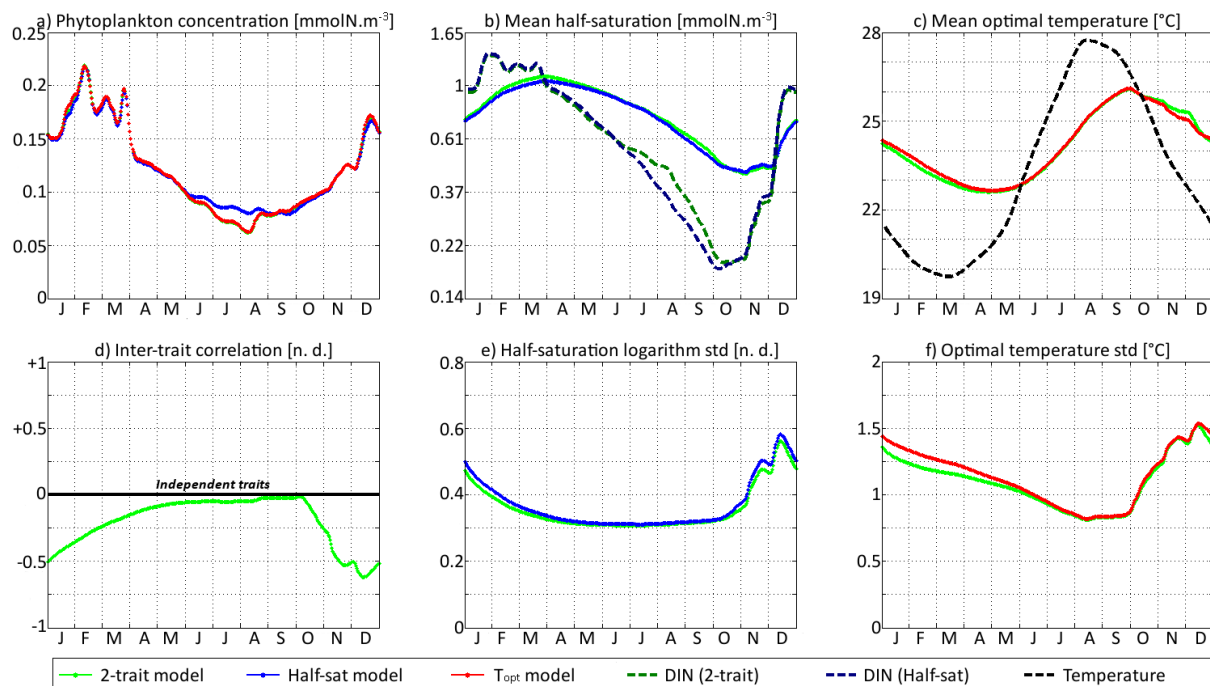 a) Phytoplankton concentration [mmolN.m-3]
b) Mean half-saturation [mmolN.m-3]
c) Mean optimal temperature [°C]
0.25
0.2
0.15
0.1
0.05
0
J F M A M J J A S O N D
1.65
1
0.61
0.37
0.22
0.14
J F M A M J J A S O N D
28
25
22
19
J F M A M J J A S O N D
d) Inter-trait correlation [n. d.]
e) Half-saturation logarithm std [n. d.]
f) Optimal temperature std [°C]
+1
+0.5
0
-0.5
-1
Independent traits
J F M A M J J A S O N D
0.8
0.6
0.4
0.2
0
J F M A M J J A S O N D
2
1.5
1
0.5
0
J F M A M J J A S O N D
2-trait model
Half-sat model
Topt model
DIN (2-trait)
DIN (Half-sat)
Temperature